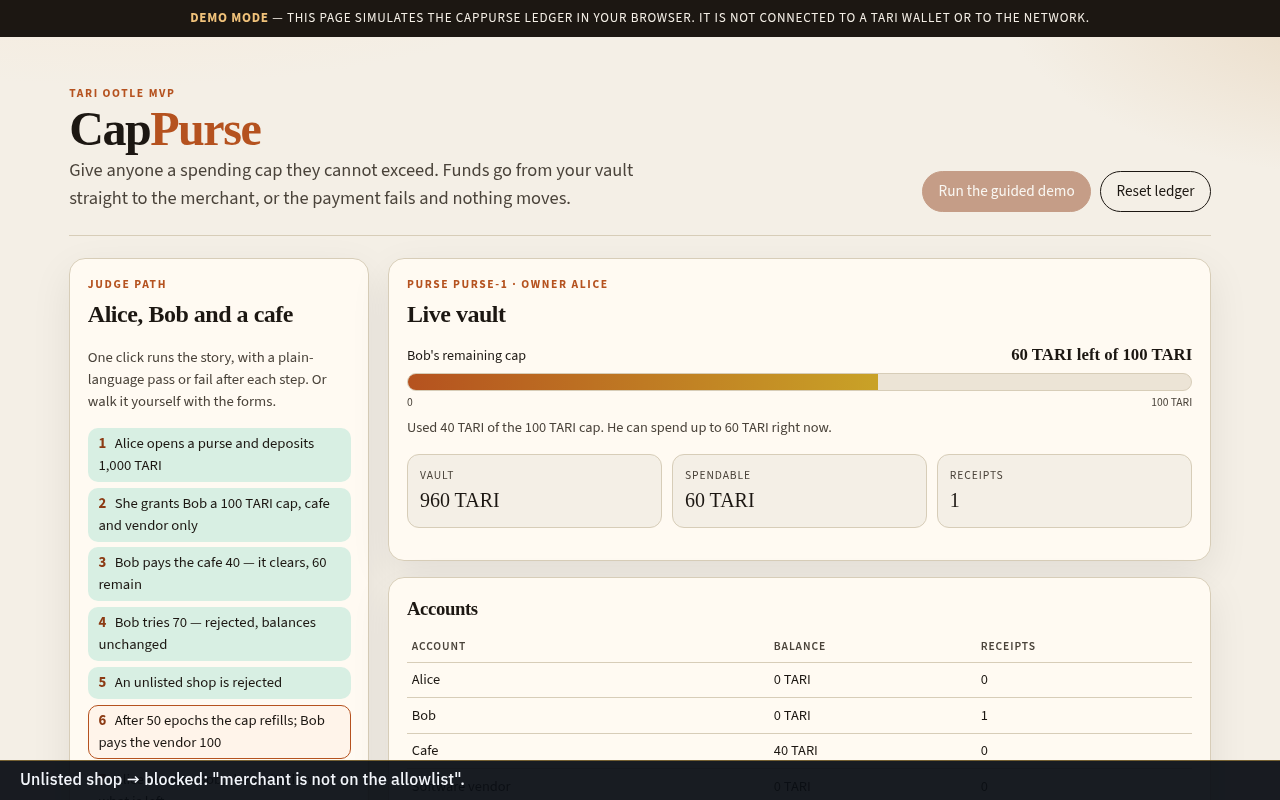 DEMO MODE — THIS PAGE SIMULATES THE CAPPURSE LEDGER IN YOUR BROWSER. IT IS NOT CONNECTED TO A TARI WALLET OR TO THE NETWORK.
TARI OOTLE MVP
CapPurse
Give anyone a spending cap they cannot exceed. Funds go from your vault
straight to the merchant, or the payment fails and nothing moves.
Run the guided demo
Reset ledger
JUDGE PATH
Alice, Bob and a cafe
One click runs the story, with a plain-
language pass or fail after each step. Or
walk it yourself with the forms.
1 Alice opens a purse and deposits
1,000 TARI
2 She grants Bob a 100 TARI cap, cafe
and vendor only
3 Bob pays the cafe 40 — it clears, 60
remain
4 Bob tries 70 — rejected, balances
unchanged
5 An unlisted shop is rejected
6 After 50 epochs the cap refills; Bob
pays the vendor 100
PURSE PURSE-1 · OWNER ALICE
Live vault
Bob's remaining cap
60 TARI left of 100 TARI
0
100 TARI
Used 40 TARI of the 100 TARI cap. He can spend up to 60 TARI right now.
VAULT
960 TARI
SPENDABLE
60 TARI
RECEIPTS
1
Accounts
ACCOUNT BALANCE RECEIPTS
Alice 0 TARI 0
Bob 0 TARI 1
Cafe 40 TARI 0
Software vendor 0 TARI 0
Unlisted shop → blocked: "merchant is not on the allowlist".